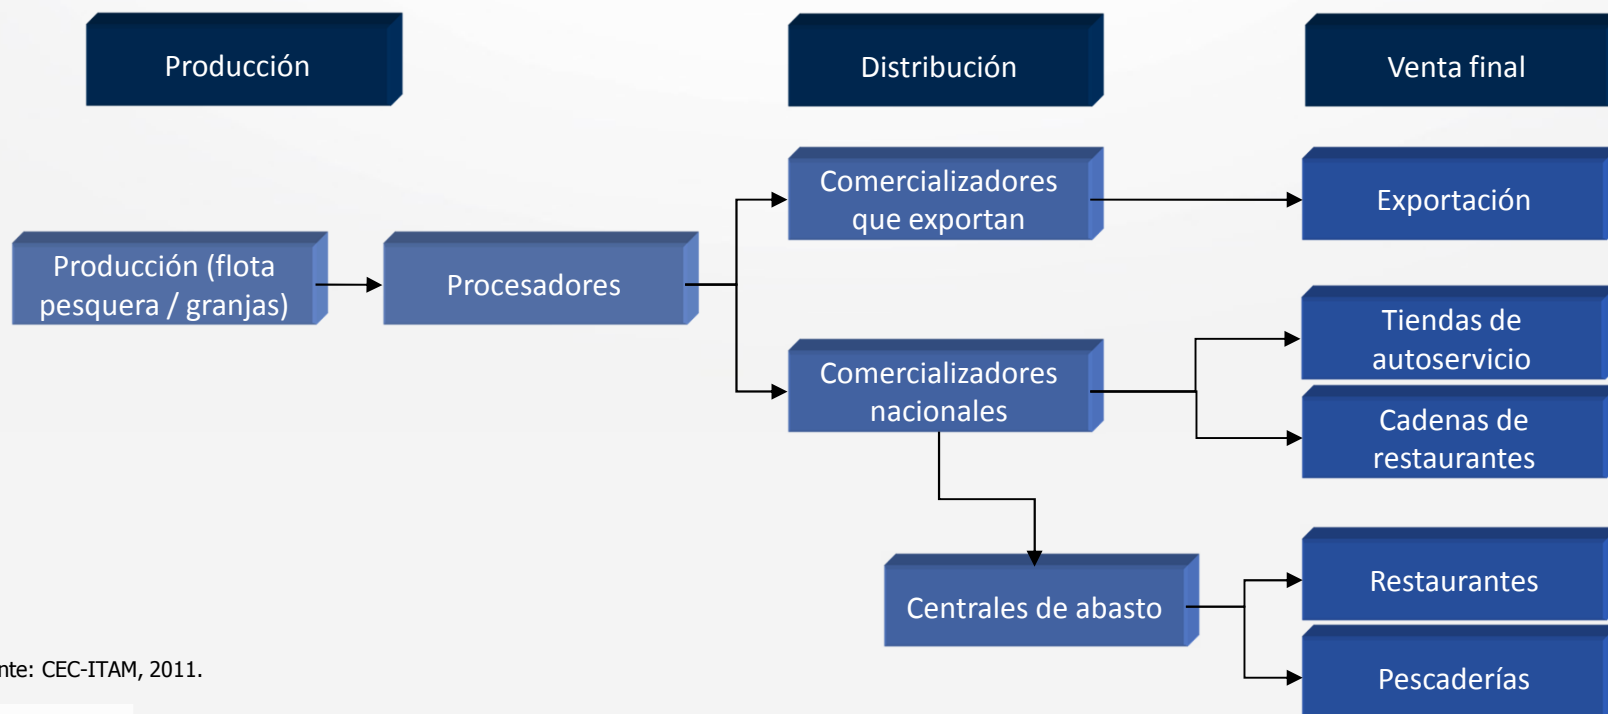 Producción
Distribución
Venta final
Comercializadores
que exportan
Exportación
Producción (flota
pesquera / granjas)
Procesadores
Tiendas de
autoservicio
Comercializadores
nacionales
Cadenas de
restaurantes
Centrales de abasto
Restaurantes
Pescaderías
nte: CEC-ITAM, 2011.